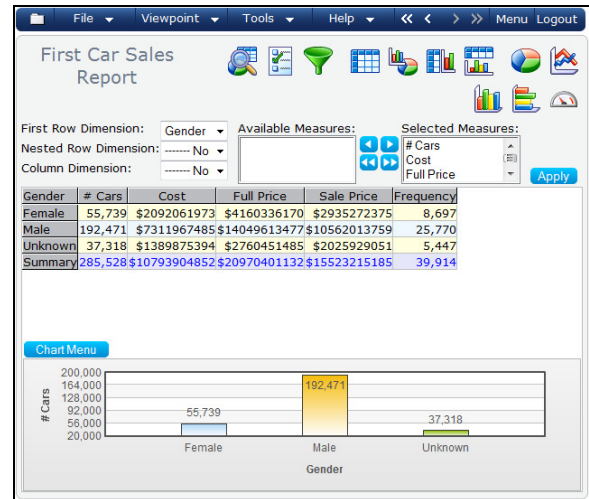 File Viewpoint Tools Help << < > >> Menu Logout
First Car Sales
Report
First Row Dimension: Gender Available Measures: Selected Measures:
Nested Row Dimension: ------- No
Column Dimension: ------- No
# Cars
Cost
Full Price
Apply
Gender # Cars Cost Full Price Sale Price Frequency
Female 55,739 $2092061973 $4160336170 $2935272375 8,697
Male 192,471 $7311967485 $14049613477 $10562013759 25,770
Unknown 37,318 $1389875394 $2760451485 $2025929051 5,447
Summary 285,528 $10793904852 $20970401132 $15523215185 39,914
Chart Menu
# Cars
200,000
164,000
128,000
92,000
56,000
20,000
55,739
192,471
37,318
Female Male Unknown
Gender